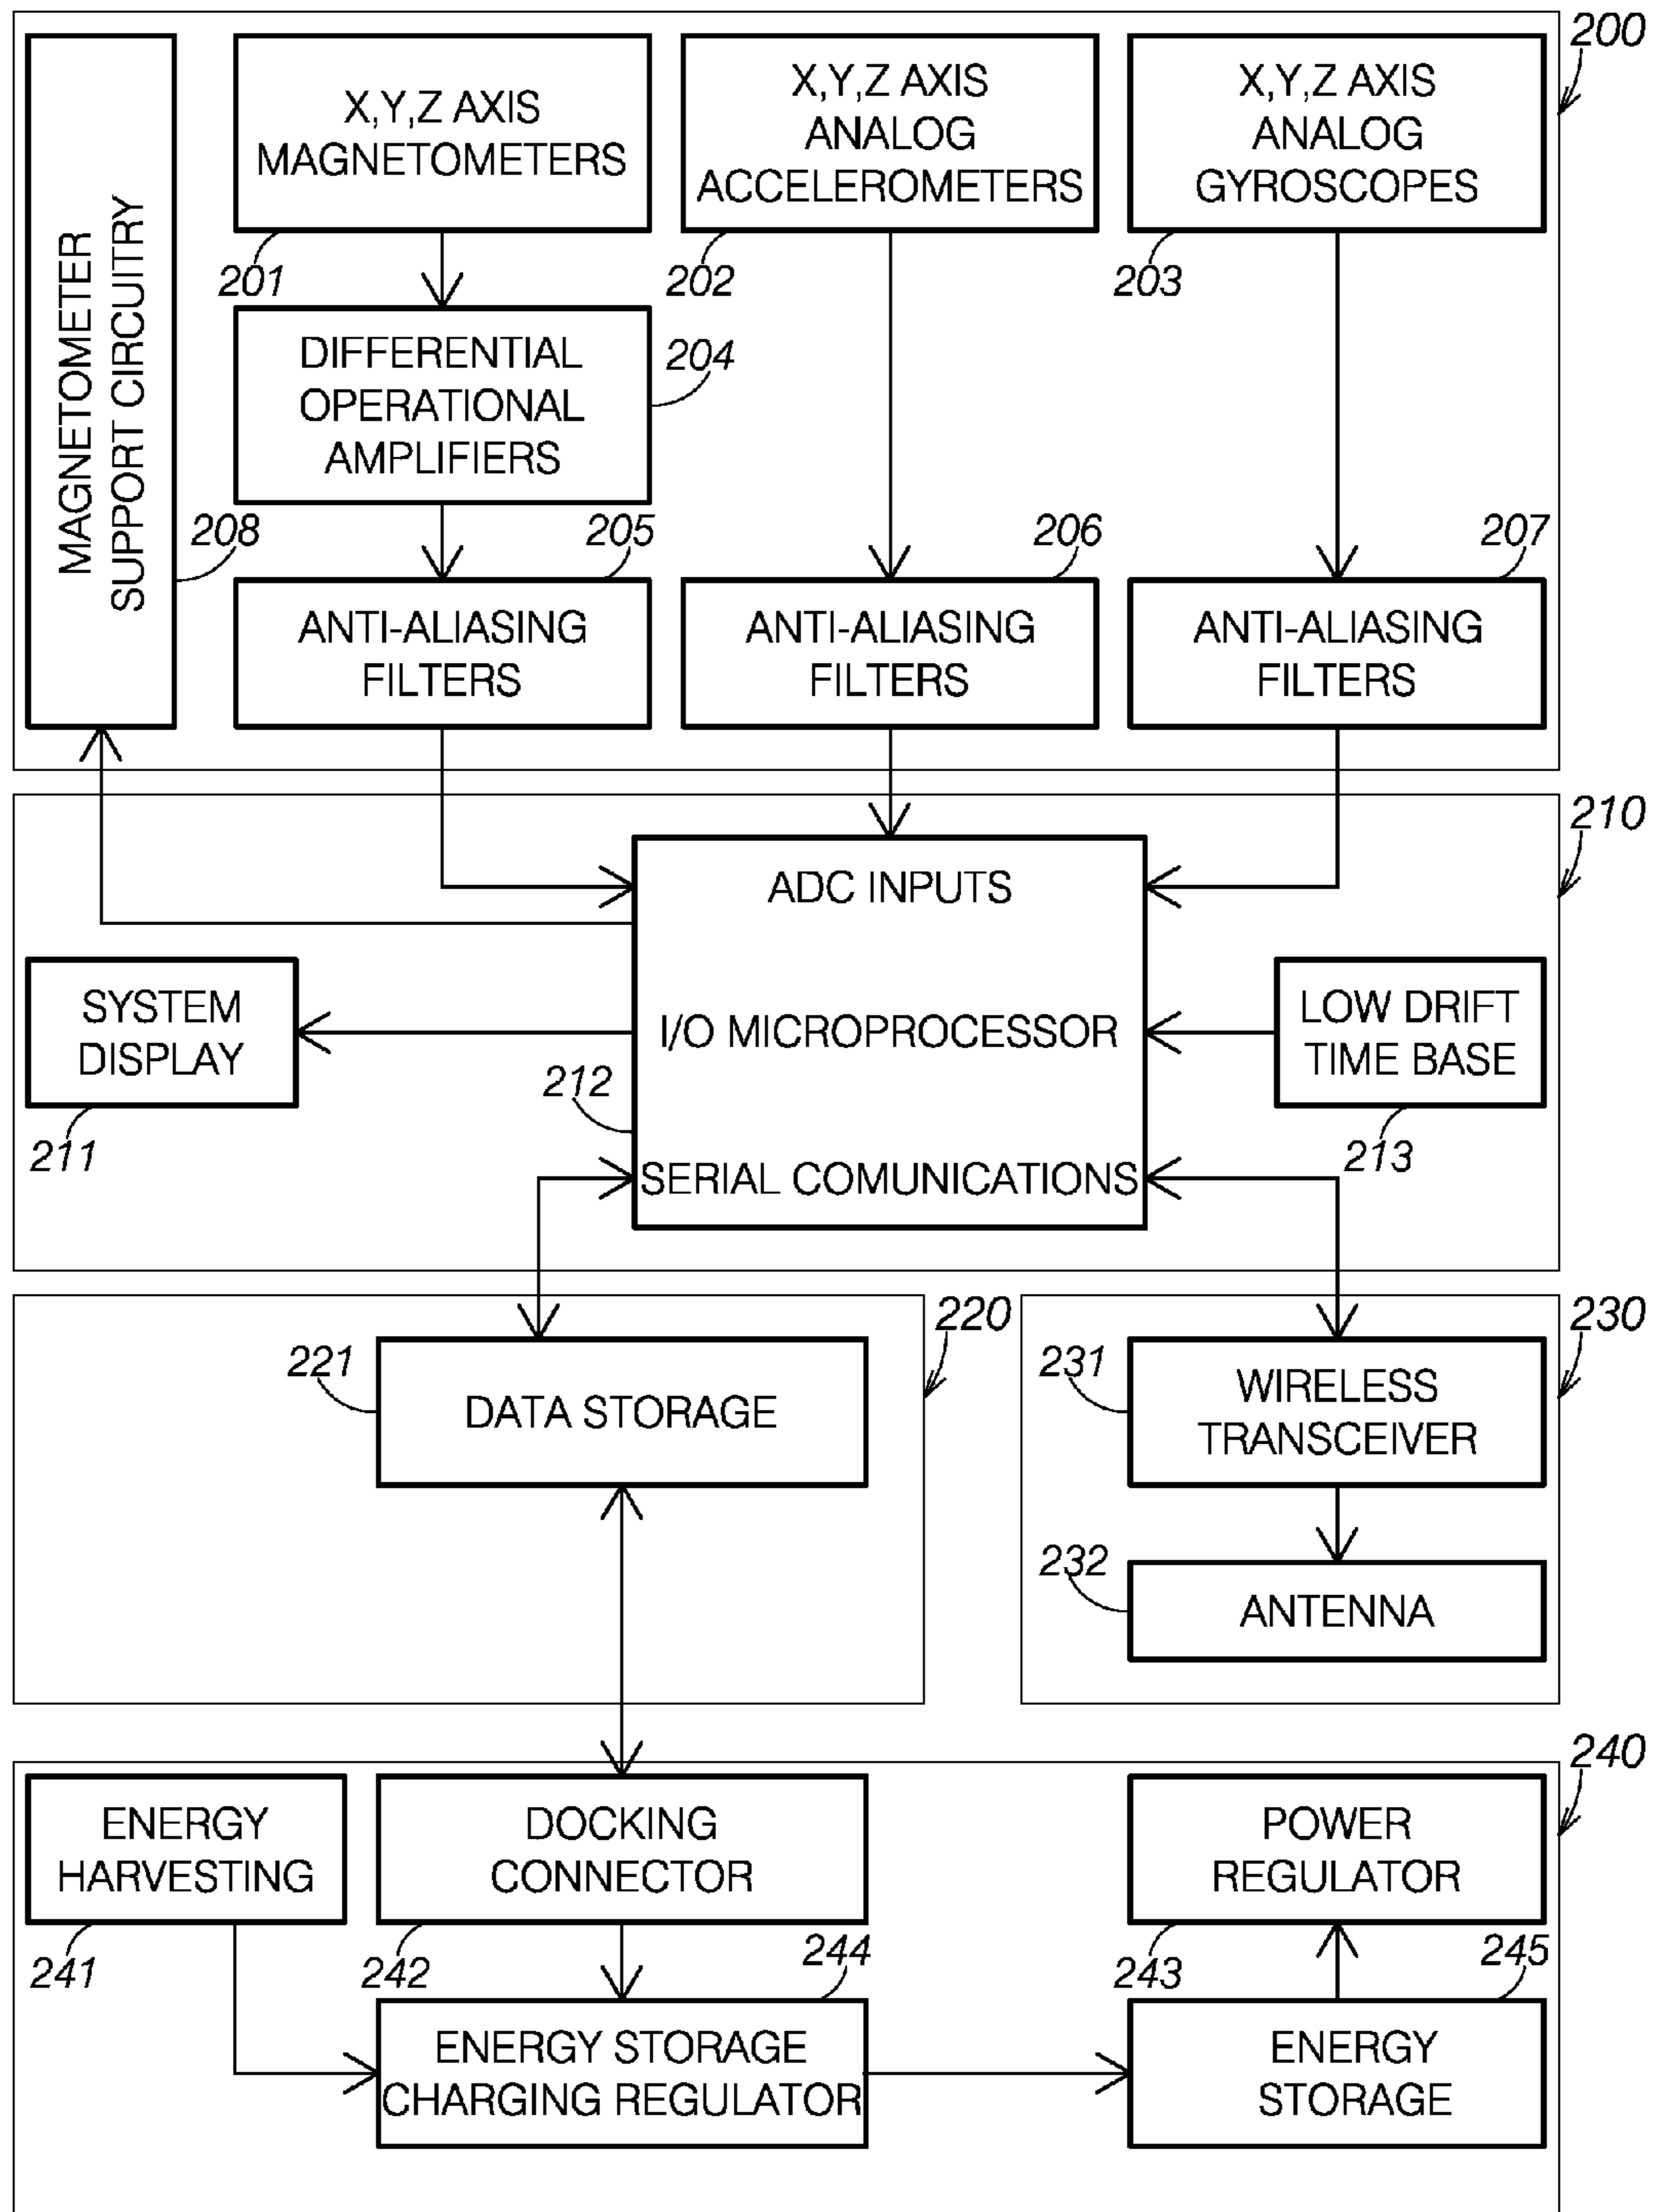 200
MAGNETOMETER
SUPPORT CIRCUITRY
X,Y,Z AXIS
MAGNETOMETERS
X,Y,Z AXIS
ANALOG
ACCELEROMETERS
X,Y,Z AXIS
ANALOG
GYROSCOPES
201
202
203
DIFFERENTIAL
OPERATIONAL
AMPLIFIERS
204
208
205
206
207
ANTI-ALIASING
FILTERS
ANTI-ALIASING
FILTERS
ANTI-ALIASING
FILTERS
210
ADC INPUTS
SYSTEM
DISPLAY
I/O MICROPROCESSOR
LOW DRIFT
TIME BASE
212
211
213
SERIAL COMUNICATIONS
220
230
221
DATA STORAGE
231
WIRELESS
TRANSCEIVER
232
ANTENNA
240
ENERGY
HARVESTING
DOCKING
CONNECTOR
POWER
REGULATOR
241
242
244
243
245
ENERGY STORAGE
CHARGING REGULATOR
ENERGY
STORAGE